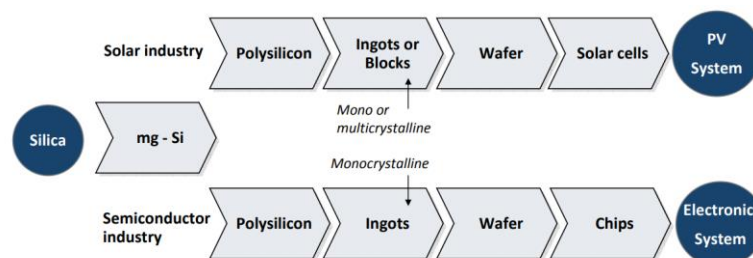 Solar industry
Polysilicon
Ingots or
Blocks
Wafer
Solar cells
PV
System
Mono or
multicrystalline
Silica
mg - Si
Monocrystalline
Semiconductor
industry
Polysilicon
Ingots
Wafer
Chips
Electronic
System